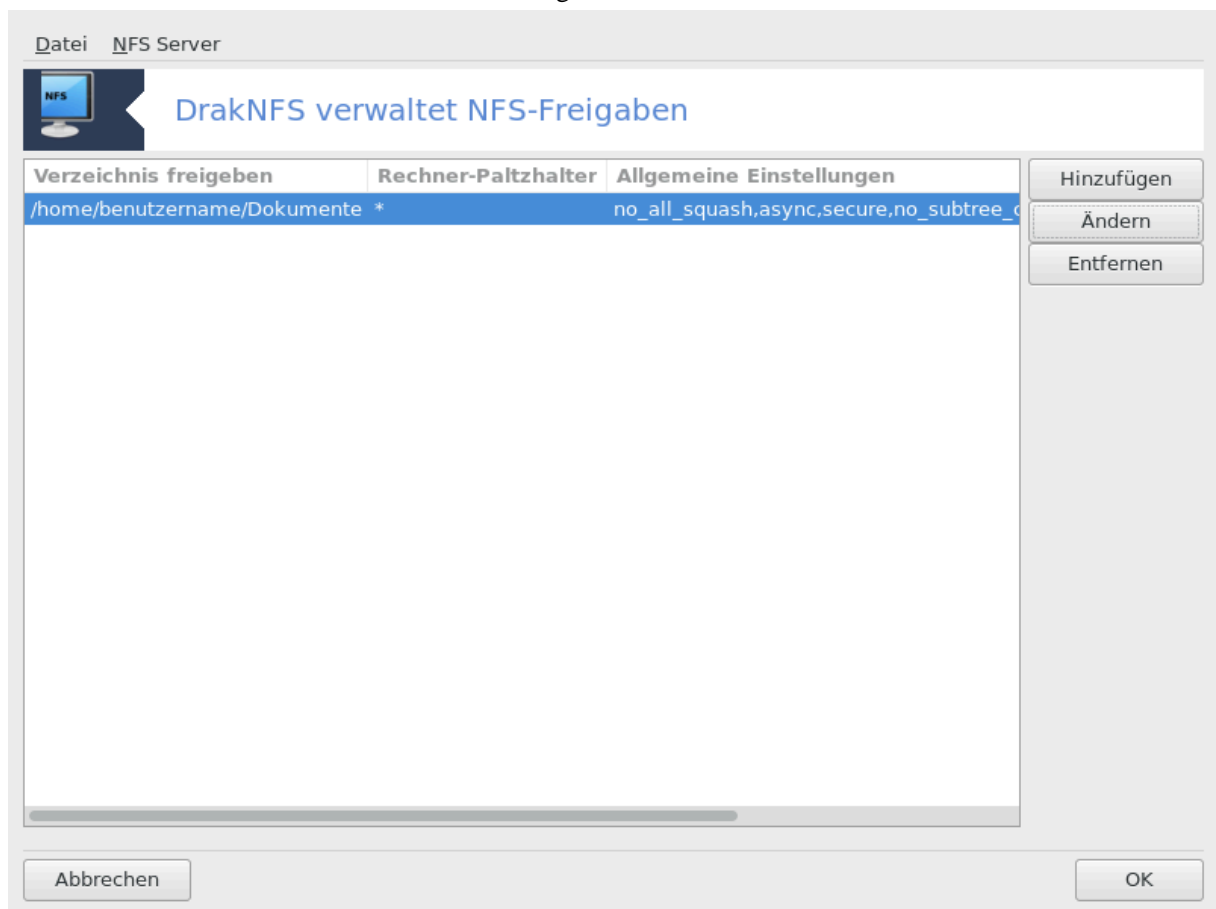 Datei NFS Server
NFS
DrakNFS verwaltet NFS-Freigaben
Verzeichnis freigeben Rechner-Paltzhalter Allgemeine Einstellungen
/home/benutzername/Dokumente * no_all_squash,async,secure,no_subtree_c
Hinzufügen
Ändern
Entfernen
Abbrechen OK